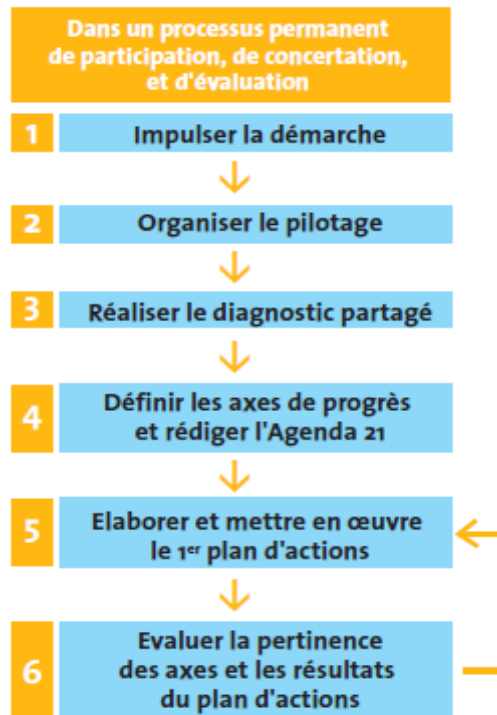 Dans un processus permanent
de participation, de concertation,
et d'évaluation
1 Impulser la démarche
2 Organiser le pilotage
3 Réaliser le diagnostic partagé
4 Définir les axes de progrès
et rédiger l'Agenda 21
5 Elaborer et mettre en œuvre
le 1er plan d'actions
6 Evaluer la pertinence
des axes et les résultats
du plan d'actions